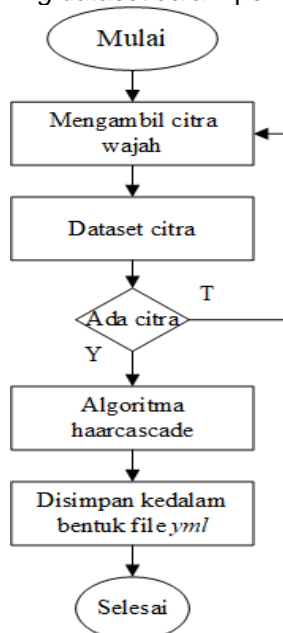 Mulai
Mengambil citra
wajah
Dataset citra
Ada citra
T
Y
Algoritma
haarcascade
Disimpan kedalam
bentuk file yml
Selesai